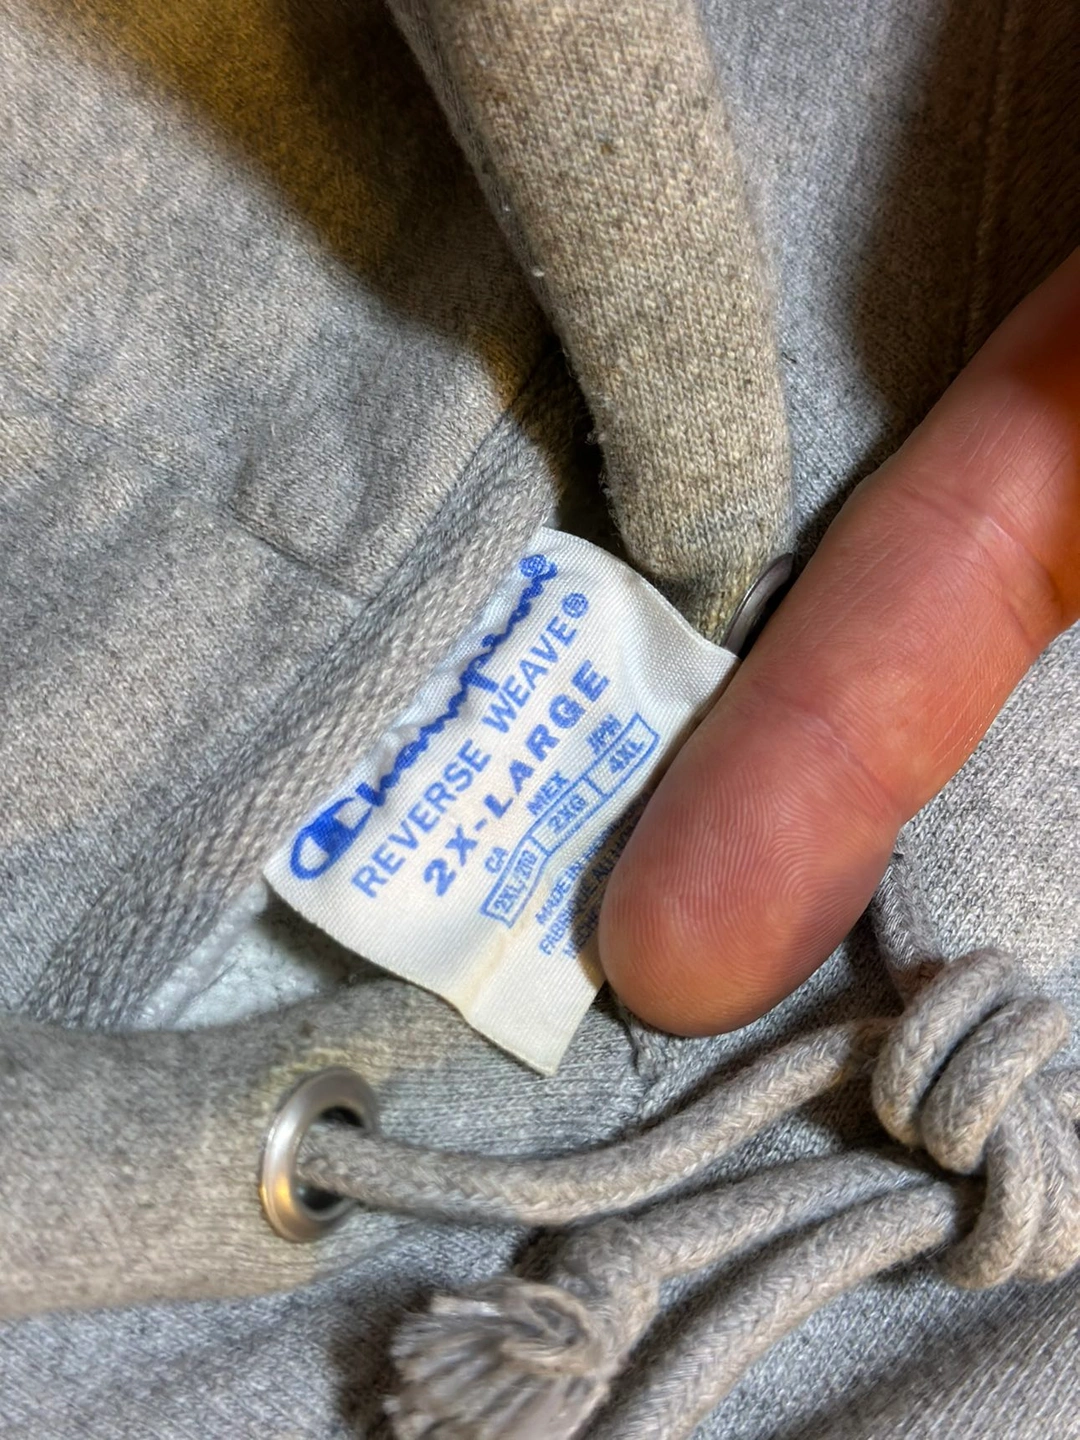 Champion®
REVERSE WEAVE®
2X-LARGE
CA MEX JPN
2XL/2TG 2XG 4XL
MADE IN